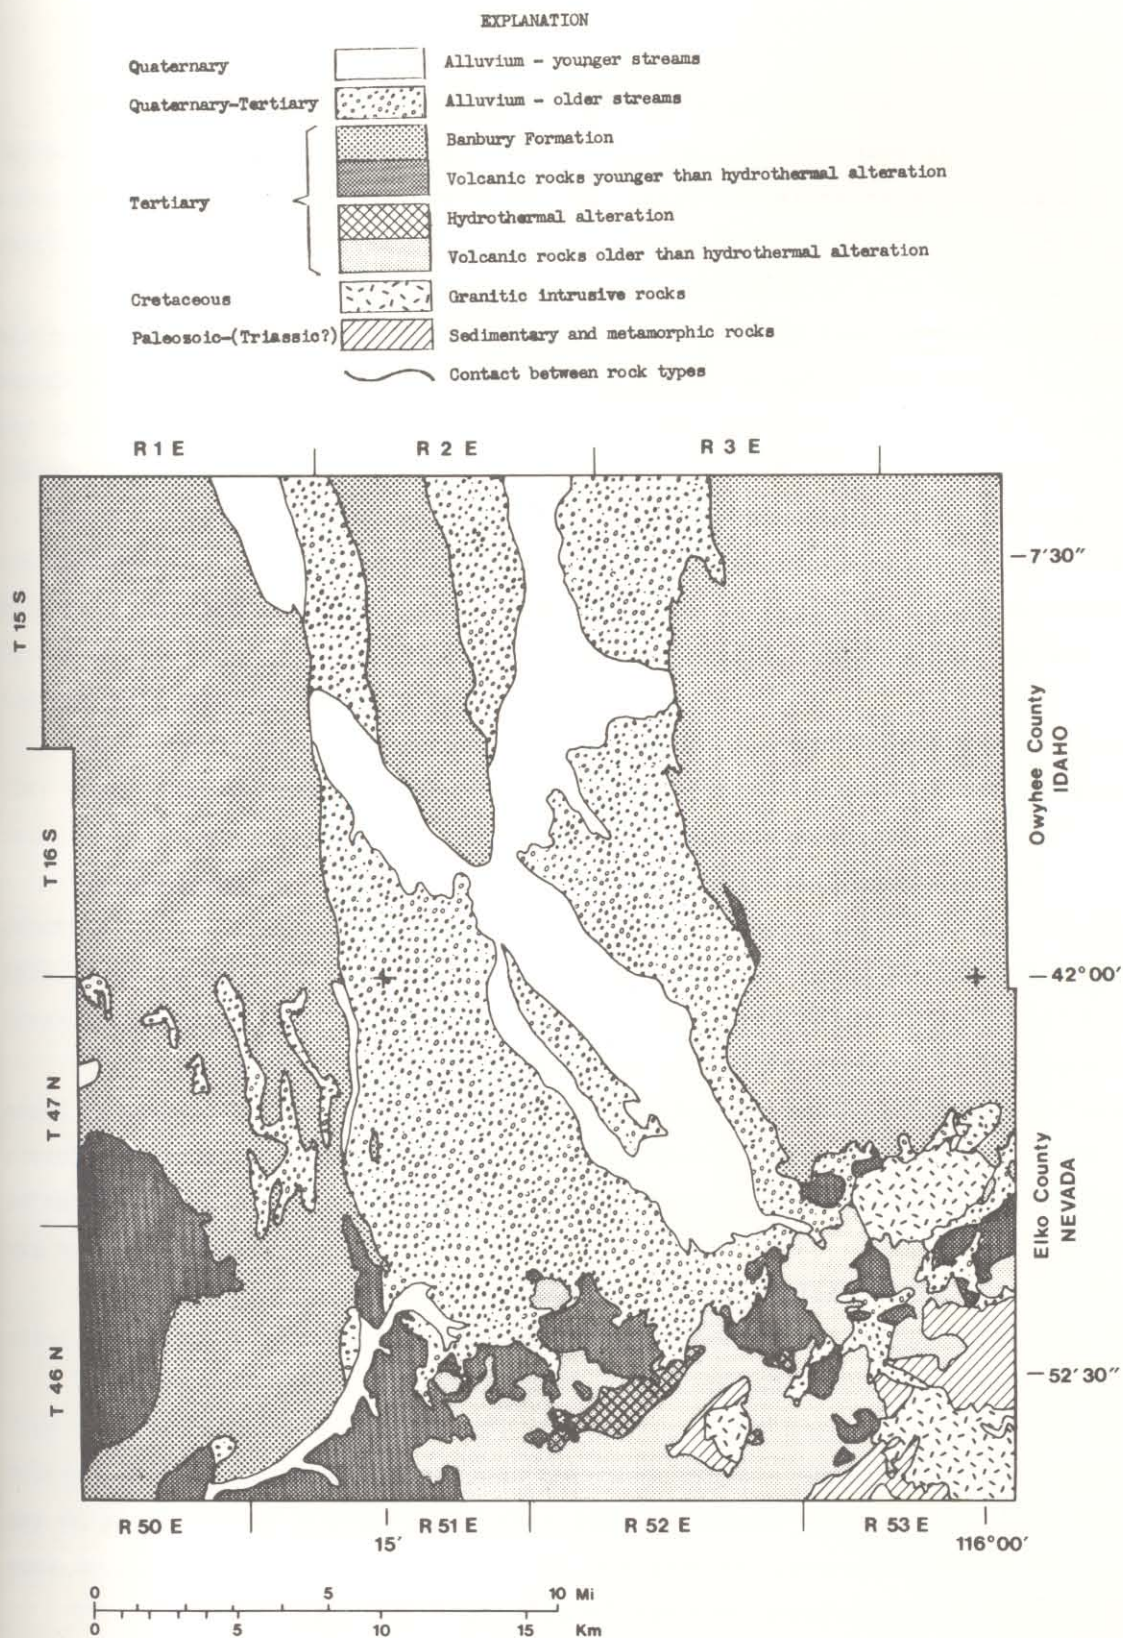 EXPLANATION
Quaternary Alluvium - younger streams
Quaternary-Tertiary Alluvium - older streams
Banbury Formation
Volcanic rocks younger than hydrothermal alteration
Tertiary
Hydrothermal alteration
Volcanic rocks older than hydrothermal alteration
Cretaceous Granitic intrusive rocks
Paleozoic-(Triassic?) Sedimentary and metamorphic rocks
Contact between rock types
R 1 E R 2 E R 3 E
7'30"
T 15 S
Owyhee County
IDAHO
T 16 S
42°00'
T 47 N
Elko County
NEVADA
T 46 N
52'30"
R 50 E R 51 E R 52 E R 53 E
15' 116°00'
0 5 10 Mi
0 5 10 15 Km